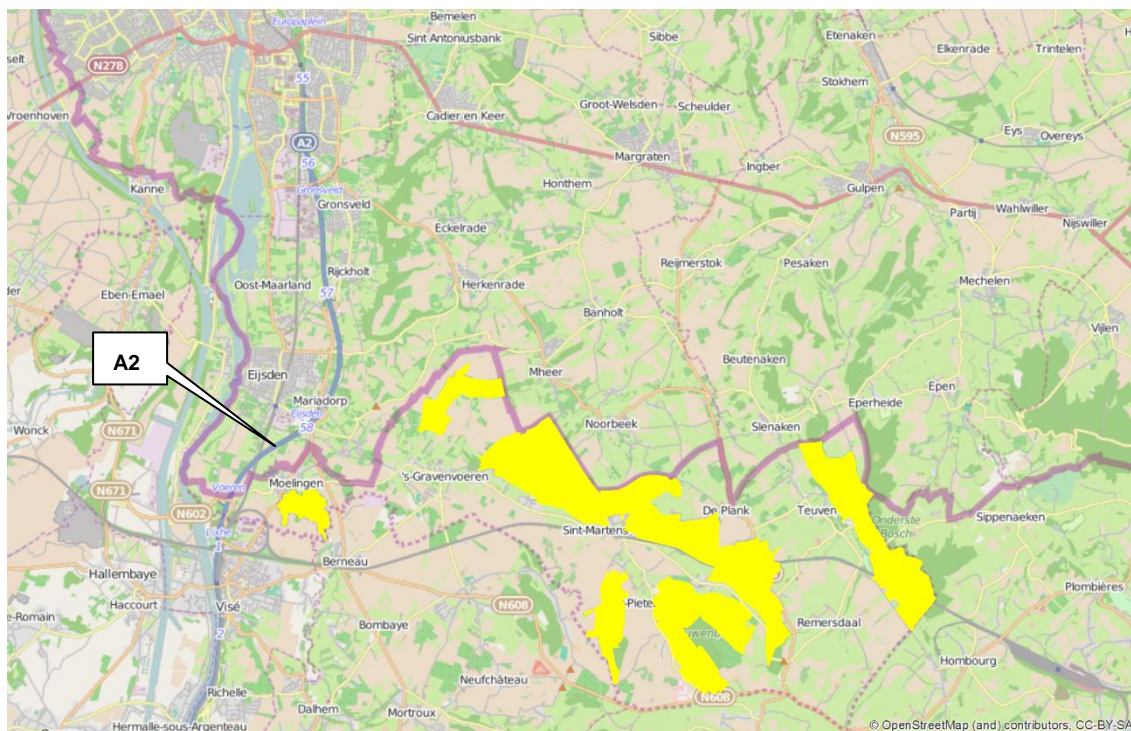 Europaplein
Bemelen
Sint Antoniusbank
Sibbe
Etenaken
Elkenrade
Trintelen
N278
55
Stokhem
Groot-Welsden
Scheulder
Vroenhoven
Cadier en Keer
A2
N595
Eys
Overeys
56
Margraten
Ingber
Kanne
Gronsveld
Gronsveld
Honthem
Gulpen
Partij
Wahlwiller
Nijswiller
Eckelrade
Rijckholt
Reijmerstok
Pesaken
Oost-Maarland
Herkenrade
Mechelen
Eben-Emael
57
Banholt
Vijlen
A2
Beutenaken
Eijsden
Mheer
Epen
Mariadorp
Eperheide
Eijsden
58
Noorbeek
Slenaken
Wonck
N671
N671
Voeren
Moelingen
's-Gravenvoeren
N602
De Plank
Teuven
Sippenaeken
Onderste
Bosch
Lixhe
1
Sint-Martens
Berneau
Hallembaye
Plombières
Haccourt
Visé
N608
2
Bombaye
Remersdaal
Hombourg
Neufchâteau
Richelle
N608
Dalhem
Mortroux
Hermalle-sous-Argenteau
© OpenStreetMap (and) contributors, CC-BY-SA